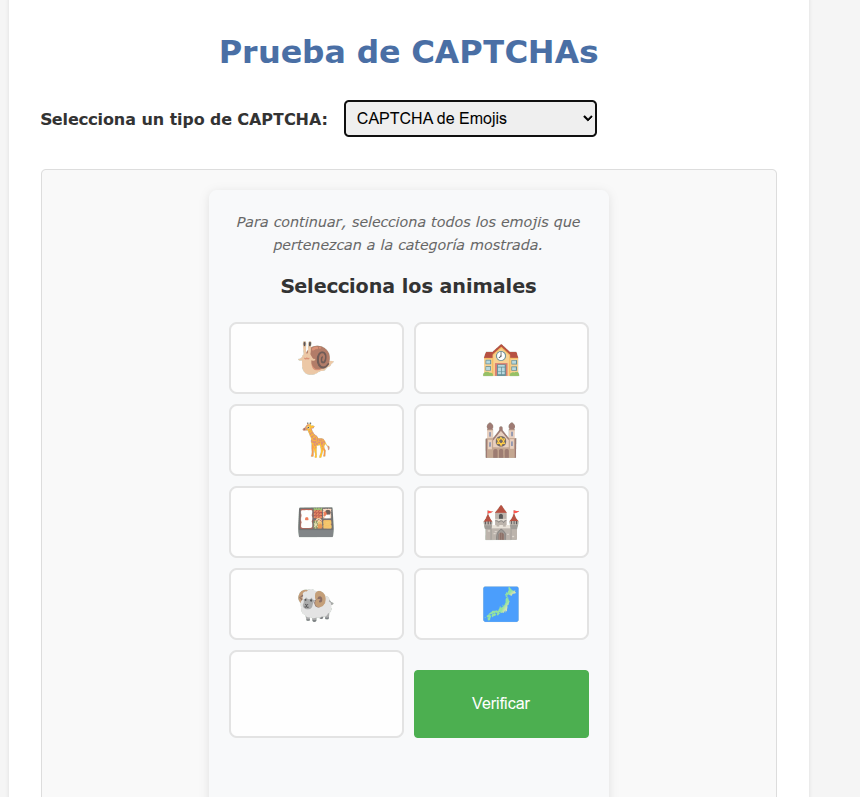 Prueba de CAPTCHAs
Selecciona un tipo de CAPTCHA: CAPTCHA de Emojis
Para continuar, selecciona todos los emojis que
pertenezcan a la categoría mostrada.
Selecciona los animales
Verificar